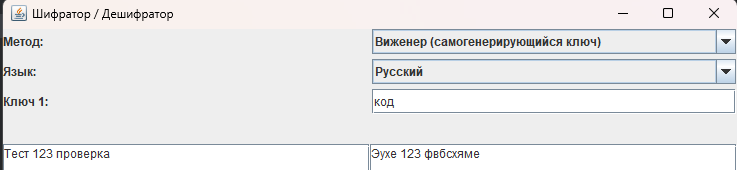 Шифратор / Дешифратор
Метод:
Виженер (самогенерирующийся ключ)
Язык:
Русский
Ключ 1:
код
Тест 123 проверка
Эухе 123 фвбсхяме